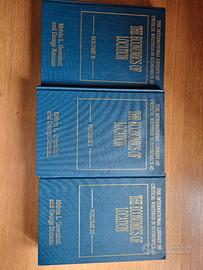 THE INTERNATIONAL LIBRARY OF
CRITICAL WRITINGS IN ECONOMICS
THE ECONOMICS OF
LOCATION
VOLUME II
Melvin L. Greenhut
and George Norman
THE INTERNATIONAL LIBRARY OF
CRITICAL WRITINGS IN ECONOMICS
THE ECONOMICS OF
LOCATION
VOLUME I
Melvin L. Greenhut
and George Norman
THE INTERNATIONAL LIBRARY OF
CRITICAL WRITINGS IN ECONOMICS
THE ECONOMICS OF
LOCATION
VOLUME III
Melvin L. Greenhut
and George Norman
subito